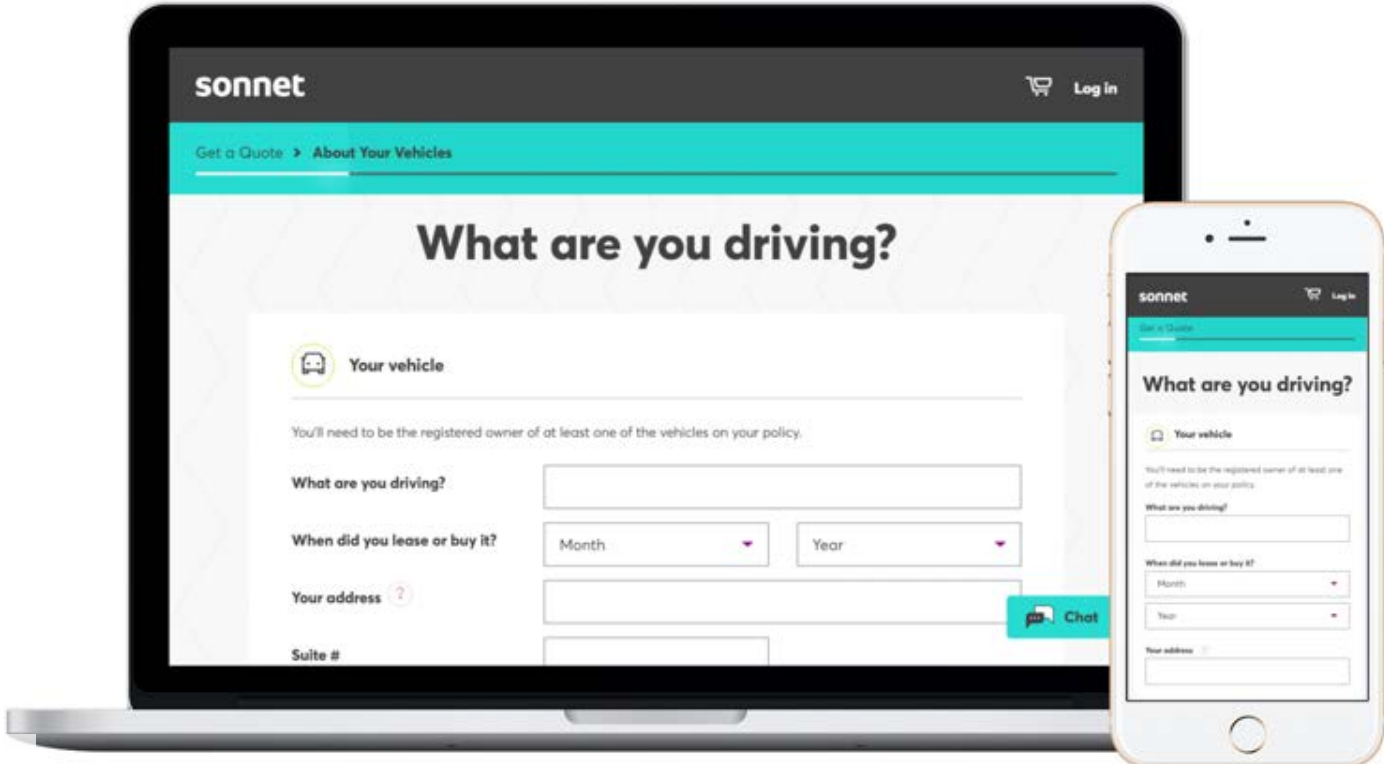 sonnet
Log in
Get a Quote > About Your Vehicles
What are you driving?
Your vehicle
You'll need to be the registered owner of at least one of the vehicles on your policy.
What are you driving?
When did you lease or buy it? Month Year
Your address ?
Chat
Suite #
sonnet
Log in
Get a Quote
What are you driving?
Your vehicle
You'll need to be the registered owner of at least one
of the vehicles on your policy.
What are you driving?
When did you lease or buy it?
Month
Year
Your address ?